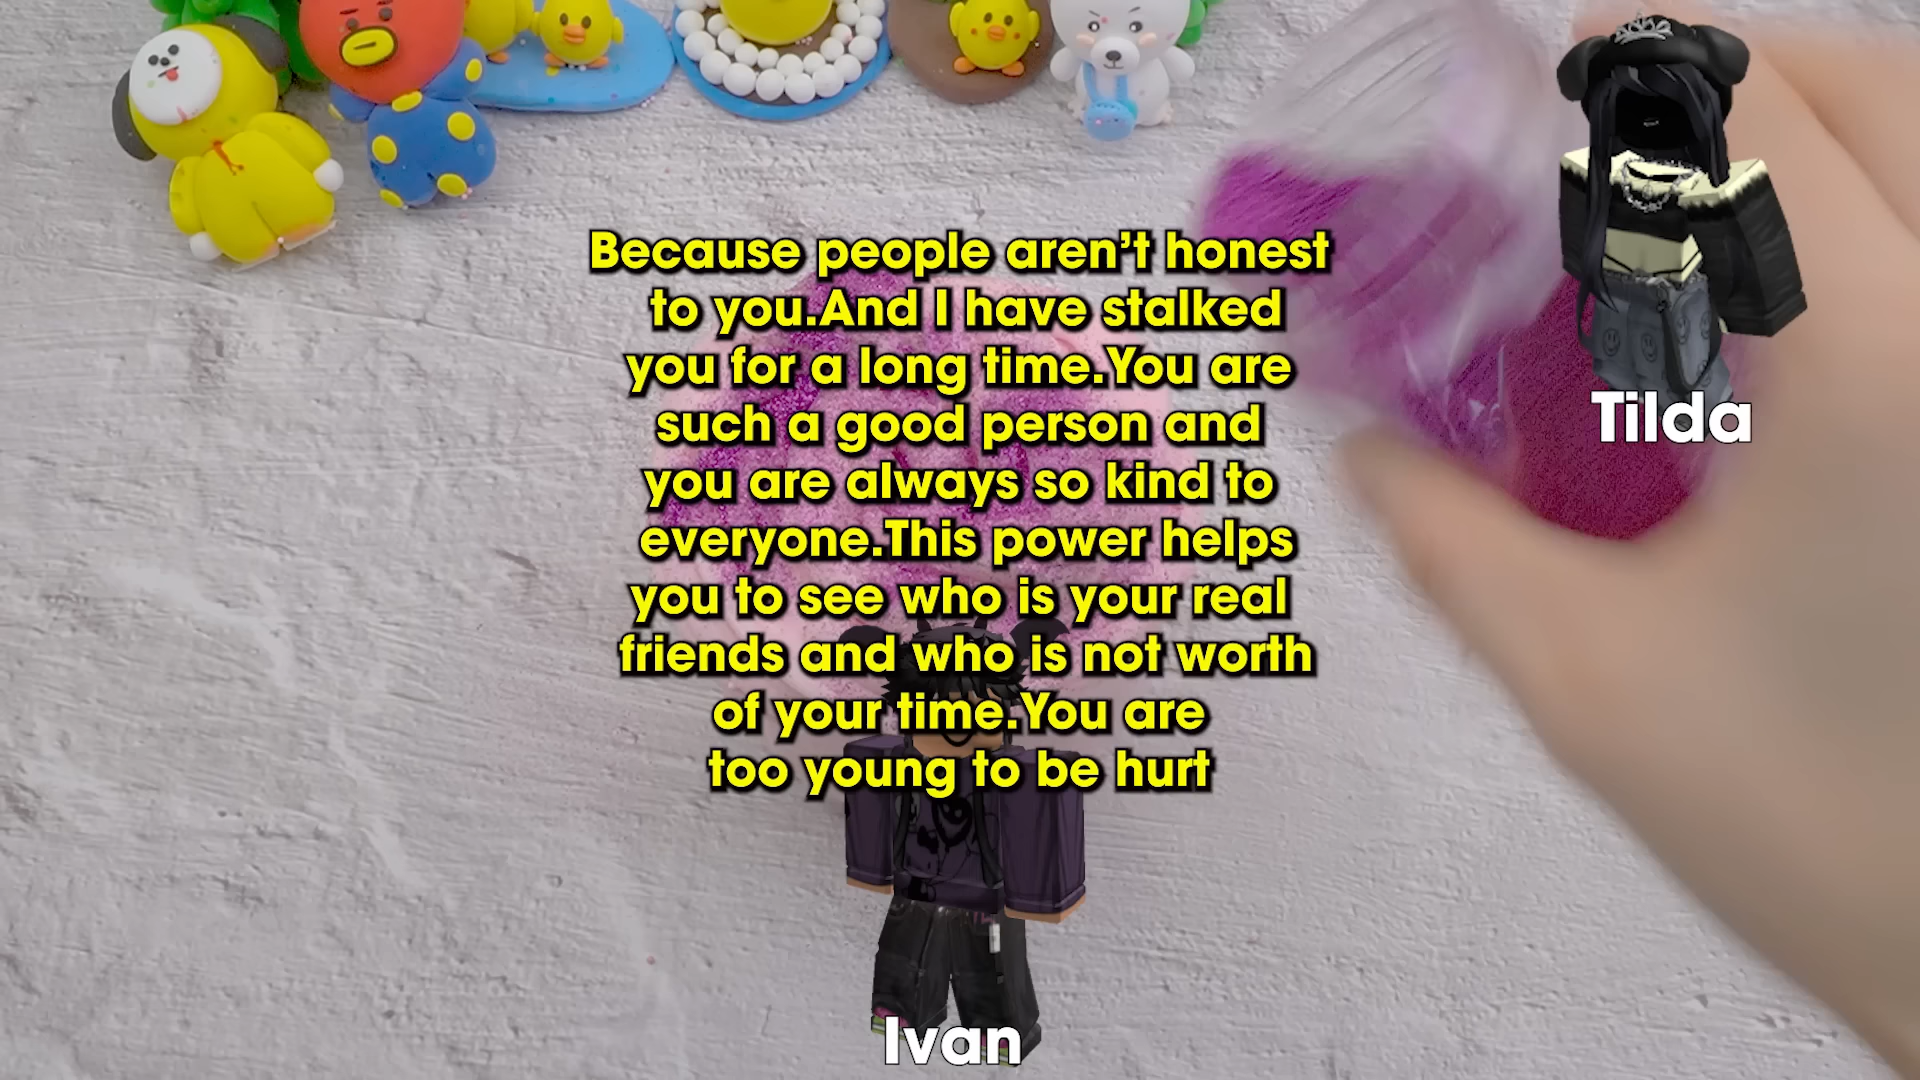 Because people aren’t honest
to you.And I have stalked
you for a long time.You are
such a good person and
you are always so kind to
everyone.This power helps
you to see who is your real
friends and who is not worth
of your time.You are
too young to be hurt
Tilda
Ivan